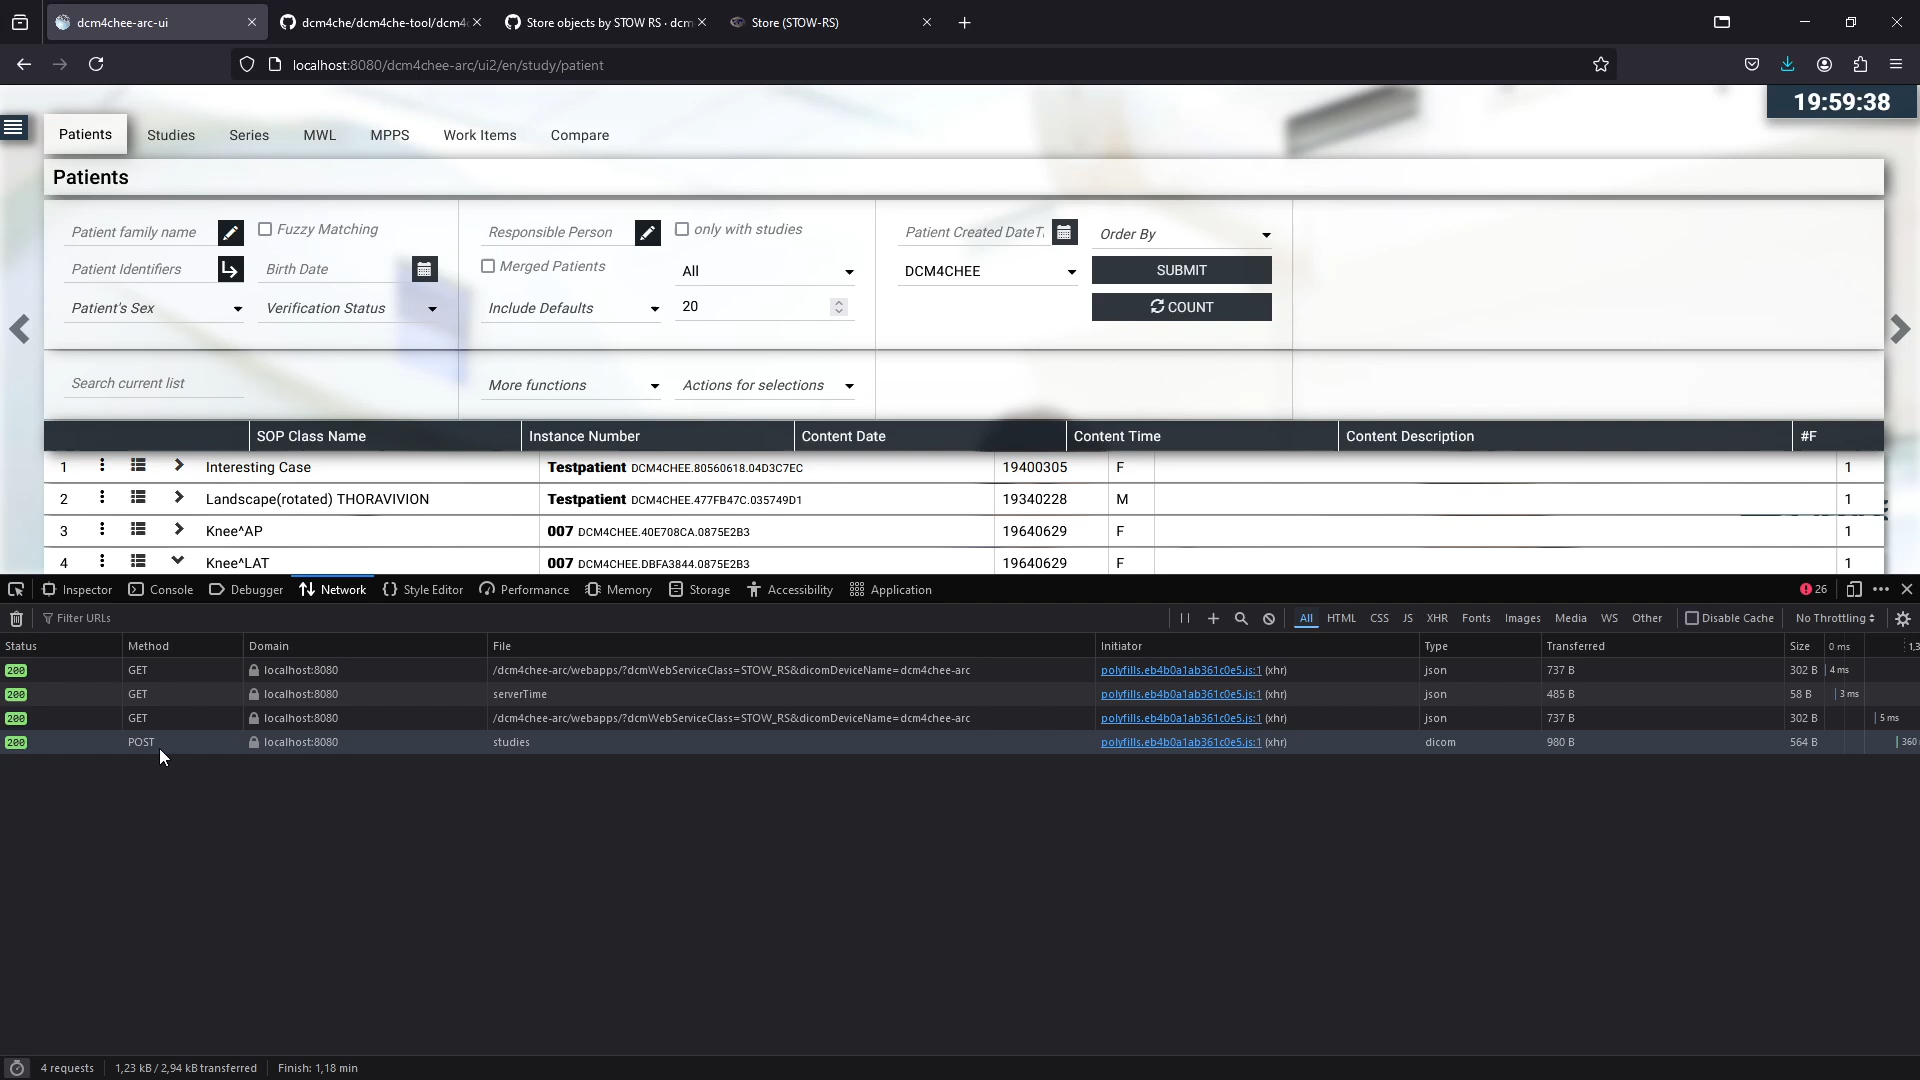 dcm4chee-arc-ui
dcm4che/dcm4che-tool/dcm4c
Store objects by STOW RS · dcm
Store (STOW-RS)
localhost:8080/dcm4chee-arc/ui2/en/study/patient
19:59:38
Patients Studies Series MWL MPPS Work Items Compare
Patients
Patient family name Fuzzy Matching Responsible Person only with studies Patient Created DateTi Order By
Patient Identifiers Birth Date Merged Patients All DCM4CHEE SUBMIT
Patient's Sex Verification Status Include Defaults 20 COUNT
Search current list More functions Actions for selections
SOP Class Name Instance Number Content Date Content Time Content Description #F
1 Interesting Case Testpatient DCM4CHEE.80560618.04D3C7EC 19400305 F 1
2 Landscape(rotated) THORAVIVION Testpatient DCM4CHEE.477FB47C.035749D1 19340228 M 1
3 Knee^AP 007 DCM4CHEE.40E708CA.0875E2B3 19640629 F 1
4 Knee^LAT 007 DCM4CHEE.DBFA3844.0875E2B3 19640629 F 1
Inspector Console Debugger Network Style Editor Performance Memory Storage Accessibility Application 26
Filter URLs All HTML CSS JS XHR Fonts Images Media WS Other Disable Cache No Throttling
Status Method Domain File Initiator Type Transferred Size 0 ms 1,3
200 GET localhost:8080 /dcm4chee-arc/webapps/?dcmWebServiceClass=STOW_RS&dicomDeviceName=dcm4chee-arc polyfills.eb4b0a1ab361c0e5.js:1 (xhr) json 737 B 302 B 4 ms
200 GET localhost:8080 serverTime polyfills.eb4b0a1ab361c0e5.js:1 (xhr) json 485 B 58 B 3 ms
200 GET localhost:8080 /dcm4chee-arc/webapps/?dcmWebServiceClass=STOW_RS&dicomDeviceName=dcm4chee-arc polyfills.eb4b0a1ab361c0e5.js:1 (xhr) json 737 B 302 B 5 ms
200 POST localhost:8080 studies polyfills.eb4b0a1ab361c0e5.js:1 (xhr) dicom 980 B 564 B 360
4 requests 1,23 kB / 2,94 kB transferred Finish: 1,18 min